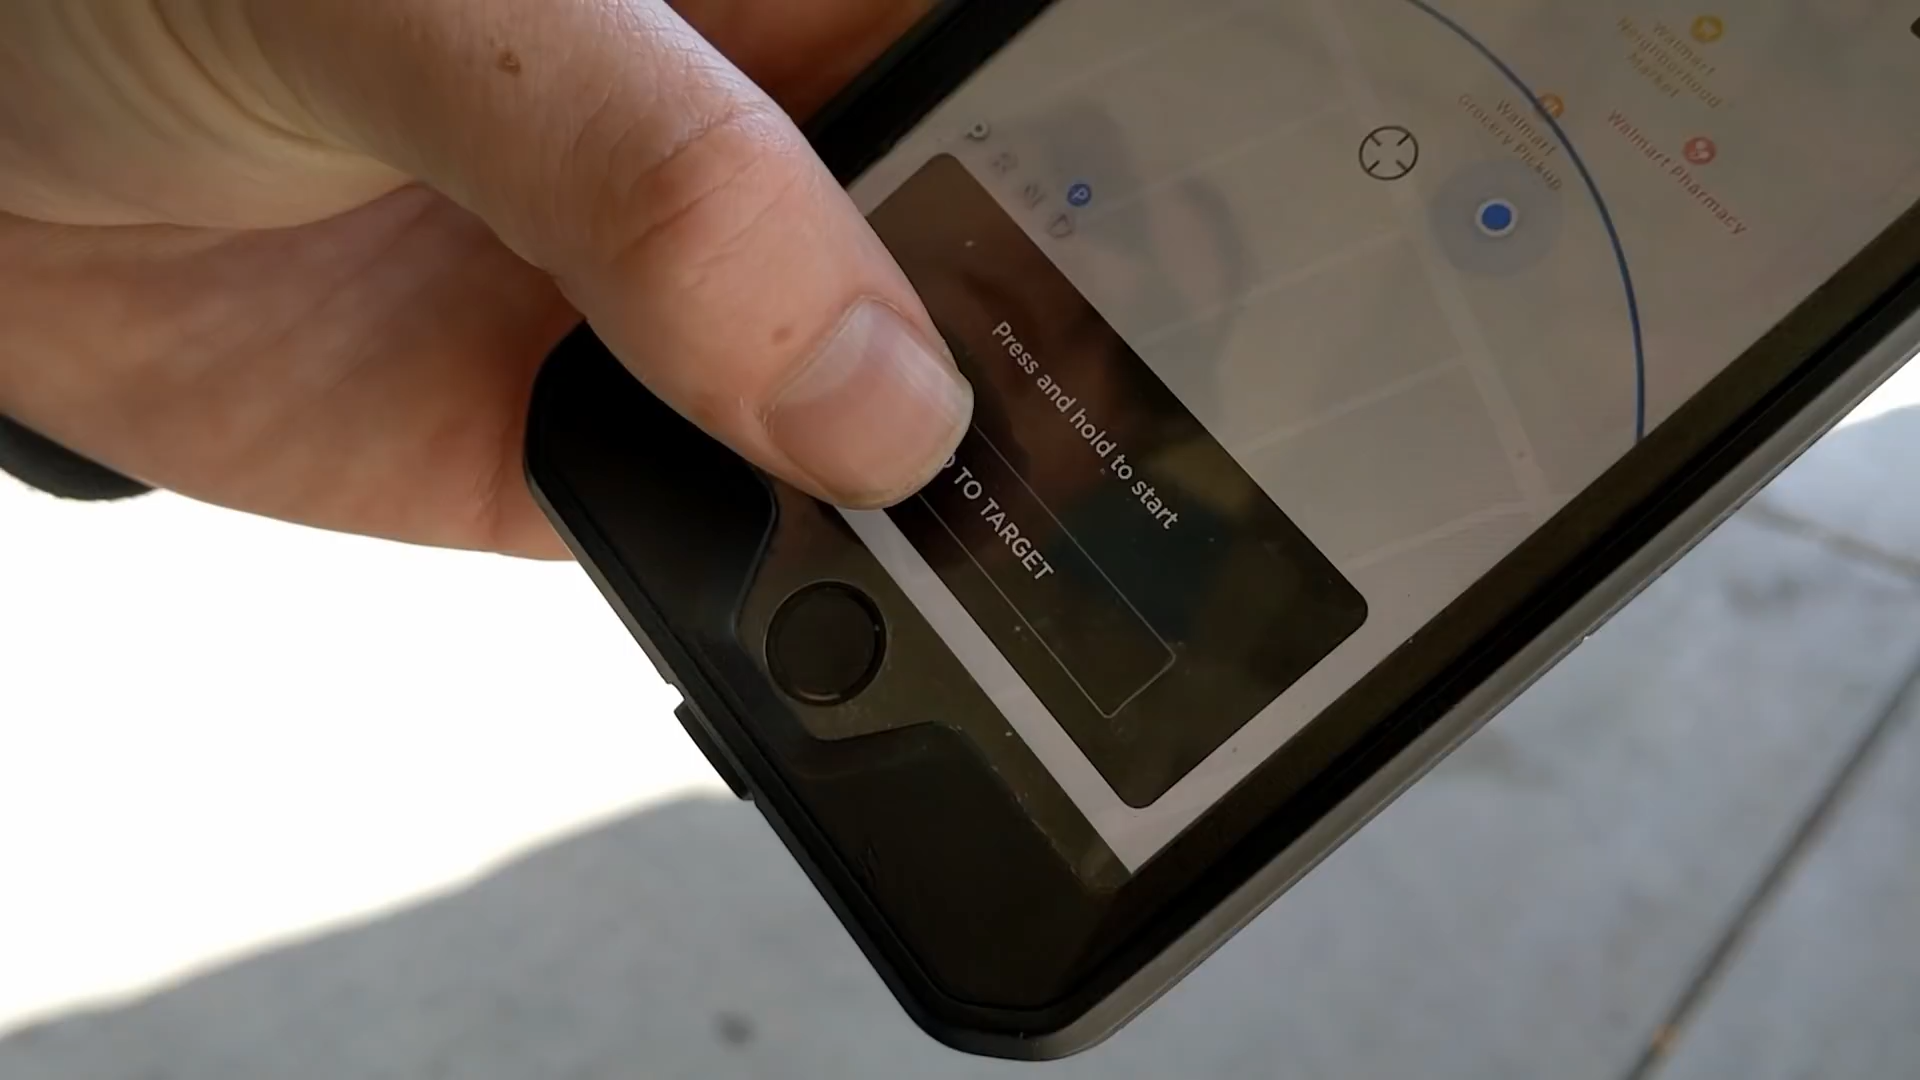 Walmart
Neighborhood
Market
Walmart
Grocery Pickup
Walmart Pharmacy
P
Press and hold to start
TO TARGET